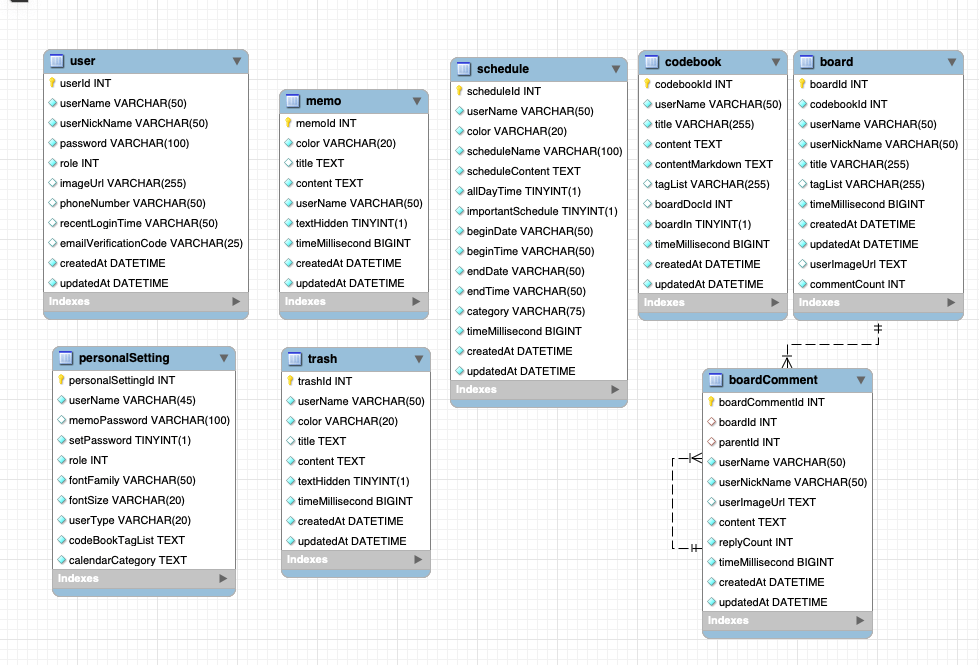 user
userId INT
userName VARCHAR(50)
userNickName VARCHAR(50)
password VARCHAR(100)
role INT
imageUrl VARCHAR(255)
phoneNumber VARCHAR(50)
recentLoginTime VARCHAR(50)
emailVerificationCode VARCHAR(25)
createdAt DATETIME
updatedAt DATETIME
Indexes
memo
memoId INT
color VARCHAR(20)
title TEXT
content TEXT
userName VARCHAR(50)
textHidden TINYINT(1)
timeMillisecond BIGINT
createdAt DATETIME
updatedAt DATETIME
Indexes
schedule
scheduleId INT
userName VARCHAR(50)
color VARCHAR(20)
scheduleName VARCHAR(100)
scheduleContent TEXT
allDayTime TINYINT(1)
importantSchedule TINYINT(1)
beginDate VARCHAR(50)
beginTime VARCHAR(50)
endDate VARCHAR(50)
endTime VARCHAR(50)
category VARCHAR(75)
timeMillisecond BIGINT
createdAt DATETIME
updatedAt DATETIME
Indexes
codebook
codebookId INT
userName VARCHAR(50)
title VARCHAR(255)
content TEXT
contentMarkdown TEXT
tagList VARCHAR(255)
boardDocId INT
boardIn TINYINT(1)
timeMillisecond BIGINT
createdAt DATETIME
updatedAt DATETIME
Indexes
board
boardId INT
codebookId INT
userName VARCHAR(50)
userNickName VARCHAR(50)
title VARCHAR(255)
tagList VARCHAR(255)
timeMillisecond BIGINT
createdAt DATETIME
updatedAt DATETIME
userImageUrl TEXT
commentCount INT
Indexes
personalSetting
personalSettingId INT
userName VARCHAR(45)
memoPassword VARCHAR(100)
setPassword TINYINT(1)
role INT
fontFamily VARCHAR(50)
fontSize VARCHAR(20)
userType VARCHAR(20)
codeBookTagList TEXT
calendarCategory TEXT
Indexes
trash
trashId INT
userName VARCHAR(50)
color VARCHAR(20)
title TEXT
content TEXT
textHidden TINYINT(1)
timeMillisecond BIGINT
createdAt DATETIME
updatedAt DATETIME
Indexes
boardComment
boardCommentId INT
boardId INT
parentId INT
userName VARCHAR(50)
userNickName VARCHAR(50)
userImageUrl TEXT
content TEXT
replyCount INT
timeMillisecond BIGINT
createdAt DATETIME
updatedAt DATETIME
Indexes